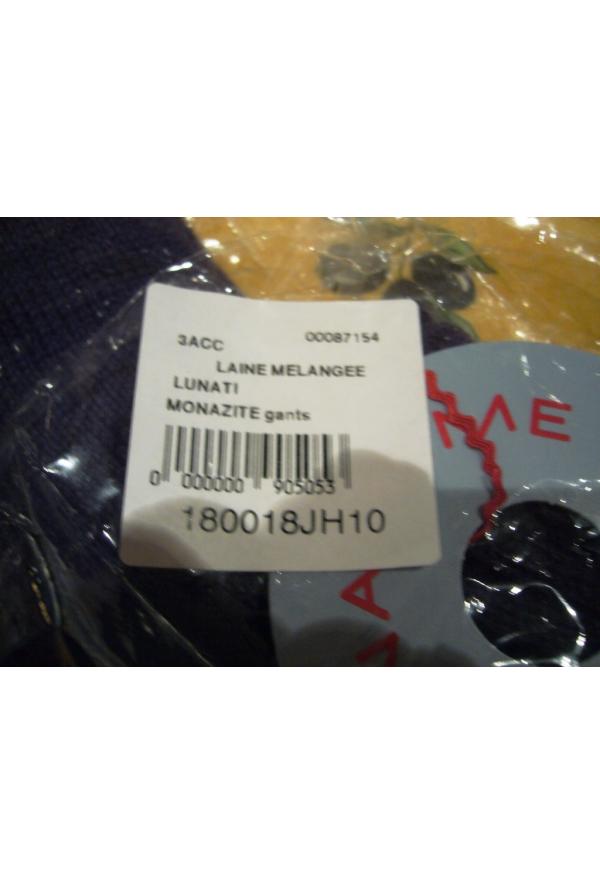 3ACC 00087154
LAINE MELANGEE
LUNATI
MONAZITE gants
0 000000 905053
180018JH10